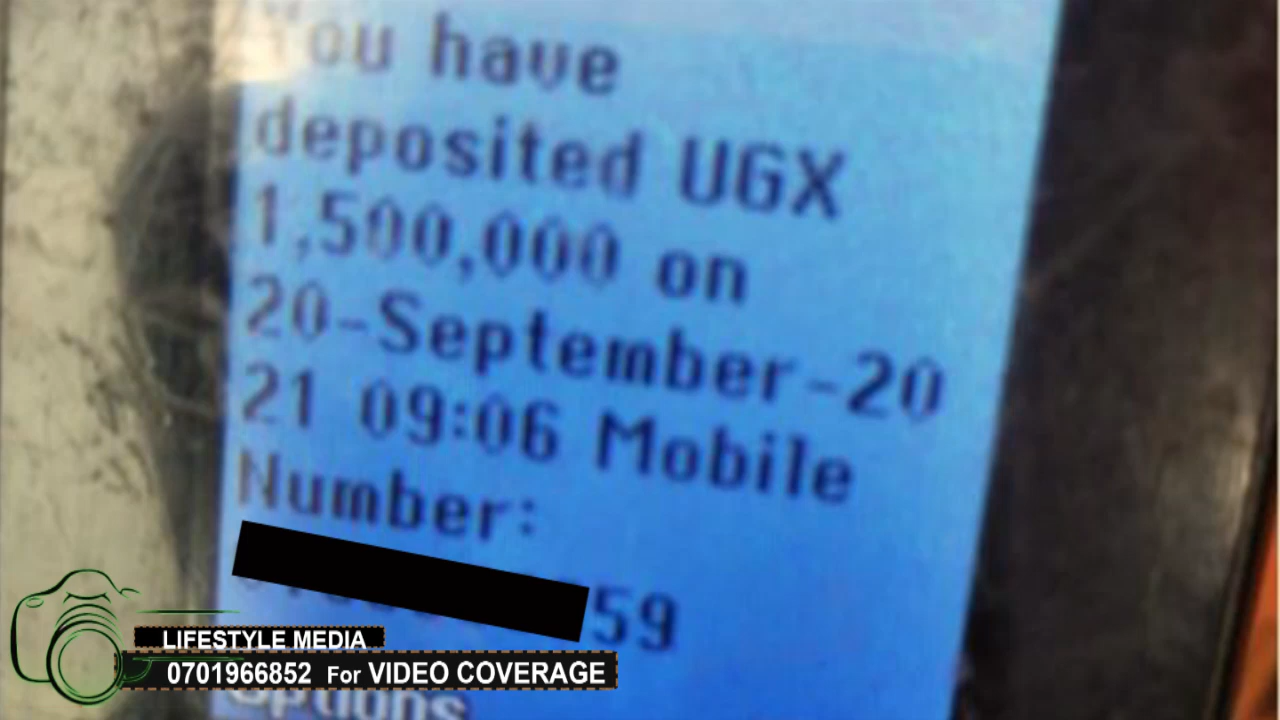 You have
deposited UGX
1,500,000 on
20-September-20
21 09:06 Mobile
Number:
59
Options
LIFESTYLE MEDIA
0701966852 For VIDEO COVERAGE